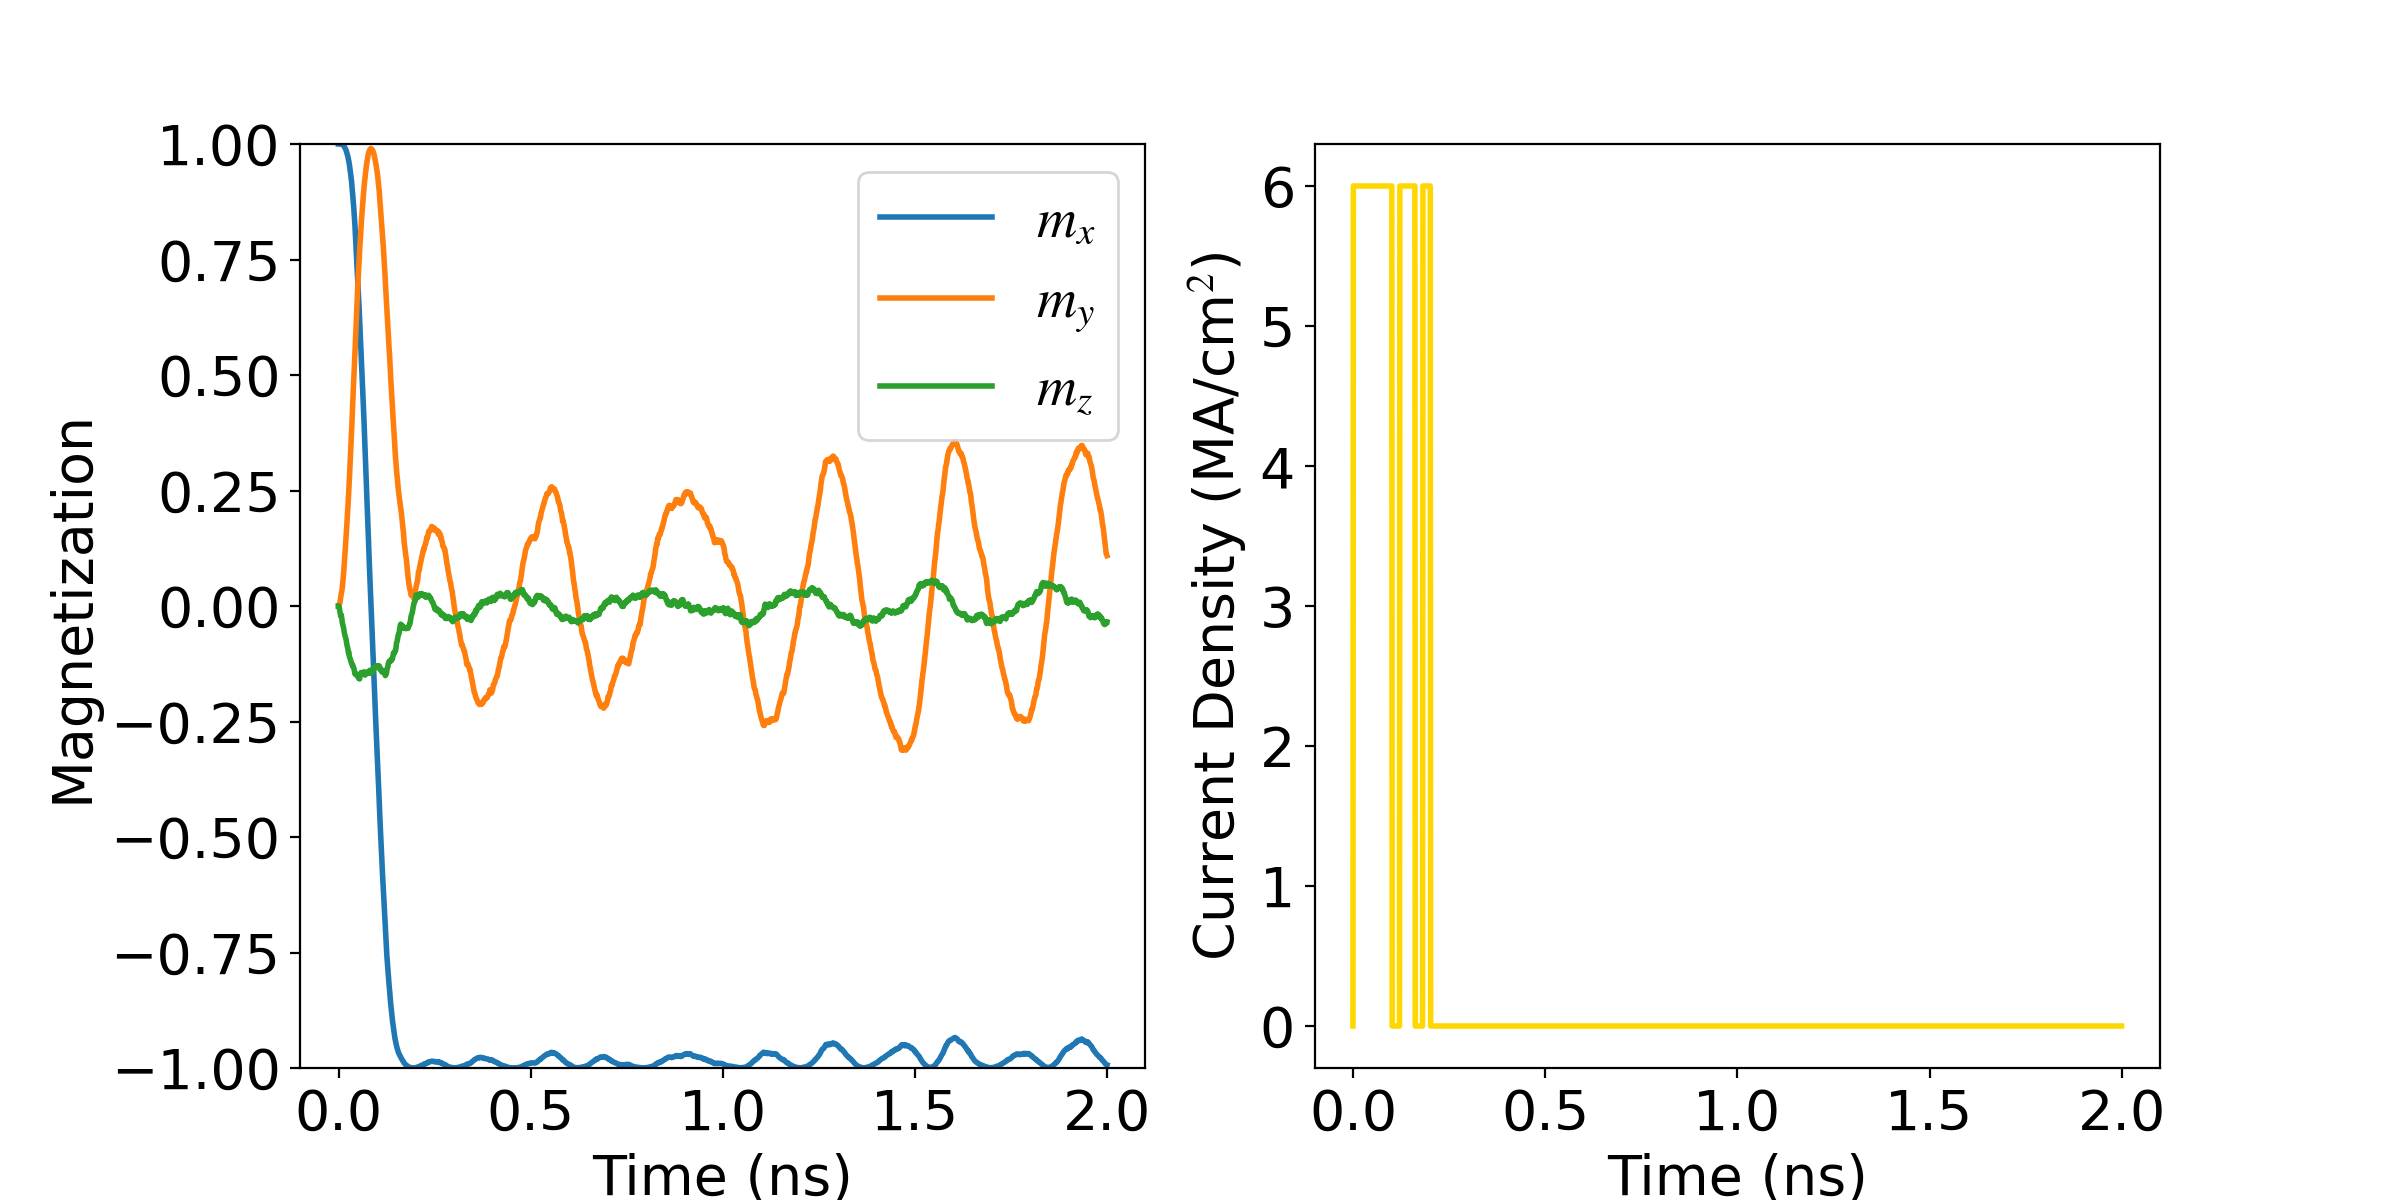 1.00
0.75
0.50
0.25
0.00
−0.25
−0.50
−0.75
−1.00
Magnetization
0.0 0.5 1.0 1.5 2.0
Time (ns)
m_x
m_y
m_z
6
5
4
3
2
1
0
Current Density (MA/cm²)
0.0 0.5 1.0 1.5 2.0
Time (ns)